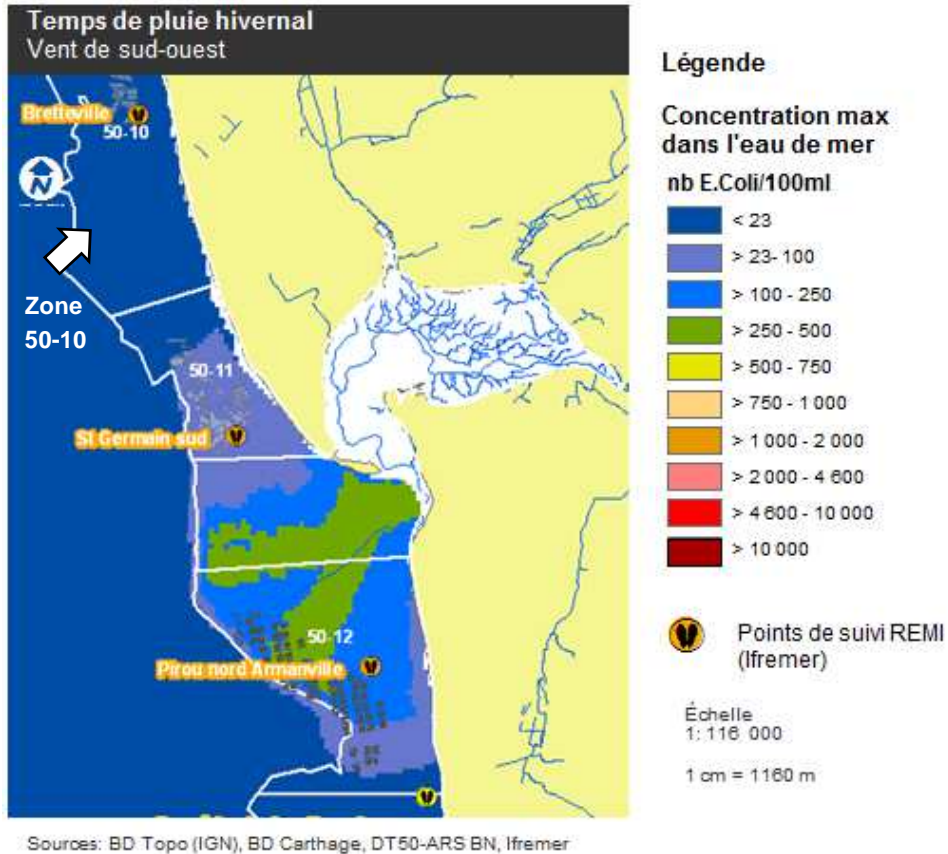 Temps de pluie hivernal
Vent de sud-ouest
Bretteville
50-10
N
Zone
50-10
50-11
St Germain sud
50-12
Pirou nord Armanville
Légende
Concentration max
dans l'eau de mer
nb E.Coli/100ml
< 23
> 23- 100
> 100 - 250
> 250 - 500
> 500 - 750
> 750 - 1 000
> 1 000 - 2 000
> 2 000 - 4 600
> 4 600 - 10 000
> 10 000
Points de suivi REMI
(Ifremer)
Échelle
1: 116 000
1 cm = 1160 m
Sources: BD Topo (IGN), BD Carthage, DT50-ARS BN, Ifremer